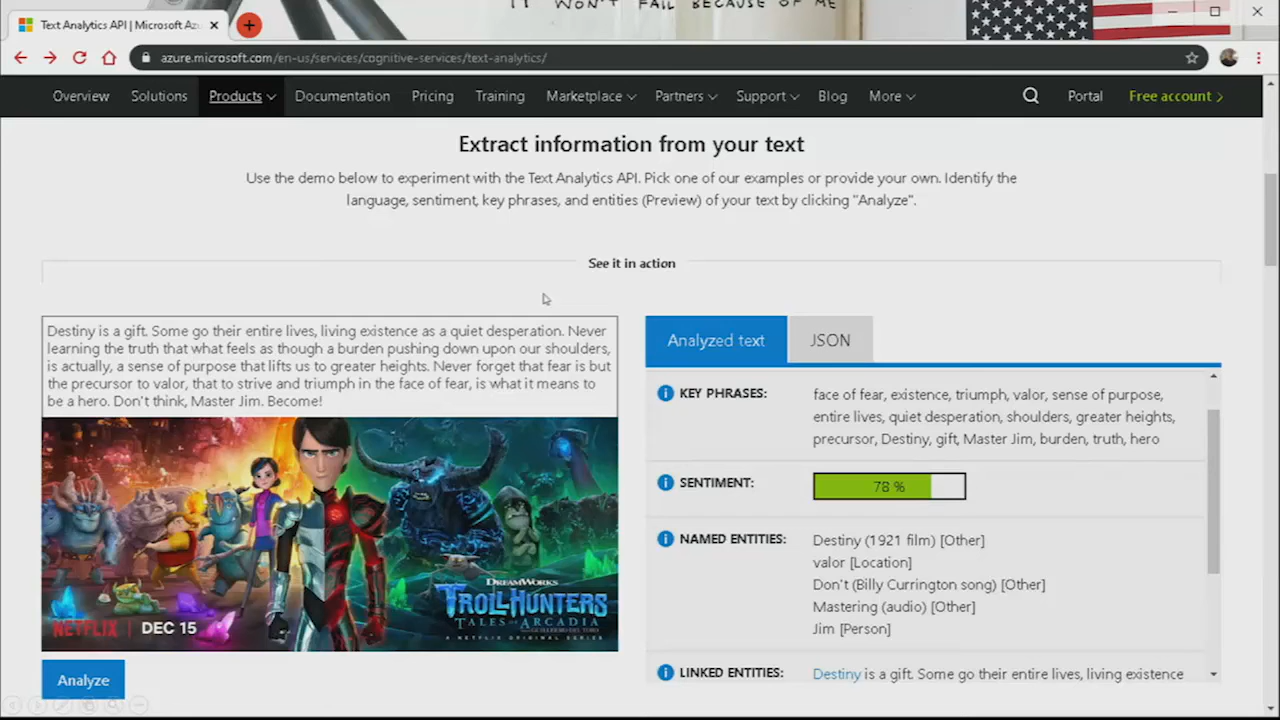 IT WON'T FAIL BECAUSE OF ME
Text Analytics API | Microsoft Az
azure.microsoft.com/en-us/services/cognitive-services/text-analytics/
Overview Solutions Products Documentation Pricing Training Marketplace Partners Support Blog More Portal Free account
Extract information from your text
Use the demo below to experiment with the Text Analytics API. Pick one of our examples or provide your own. Identify the
language, sentiment, key phrases, and entities (Preview) of your text by clicking "Analyze".
See it in action
Destiny is a gift. Some go their entire lives, living existence as a quiet desperation. Never
learning the truth that what feels as though a burden pushing down upon our shoulders,
is actually, a sense of purpose that lifts us to greater heights. Never forget that fear is but
the precursor to valor, that to strive and triumph in the face of fear, is what it means to
be a hero. Don't think, Master Jim. Become!
DREAMWORKS
TROLLHUNTERS
TALES OF ARCADIA
A NETFLIX ORIGINAL SERIES
NETFLIX | DEC 15
Analyze
Analyzed text JSON
KEY PHRASES: face of fear, existence, triumph, valor, sense of purpose,
entire lives, quiet desperation, shoulders, greater heights,
precursor, Destiny, gift, Master Jim, burden, truth, hero
SENTIMENT: 78 %
NAMED ENTITIES: Destiny (1921 film) [Other]
valor [Location]
Don't (Billy Currington song) [Other]
Mastering (audio) [Other]
Jim [Person]
LINKED ENTITIES: Destiny is a gift. Some go their entire lives, living existence